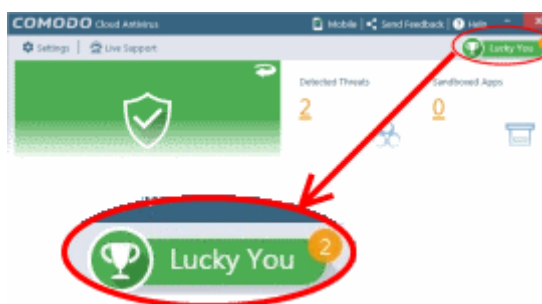 COMODO Cloud Antivirus
Mobile Send Feedback Help
Settings Live Support
Lucky You
Detected Threats
Sandboxed Apps
2
0
Lucky You 2